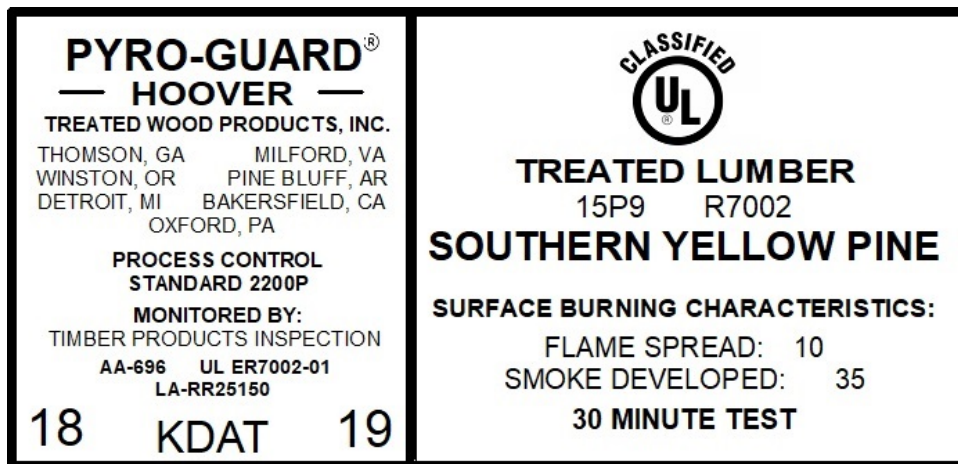 PYRO-GUARD®
HOOVER
TREATED WOOD PRODUCTS, INC.
THOMSON, GA MILFORD, VA
WINSTON, OR PINE BLUFF, AR
DETROIT, MI BAKERSFIELD, CA
OXFORD, PA
PROCESS CONTROL
STANDARD 2200P
MONITORED BY:
TIMBER PRODUCTS INSPECTION
AA-696 UL ER7002-01
LA-RR25150
18 KDAT 19
CLASSIFIED
UL®
TREATED LUMBER
15P9 R7002
SOUTHERN YELLOW PINE
SURFACE BURNING CHARACTERISTICS:
FLAME SPREAD: 10
SMOKE DEVELOPED: 35
30 MINUTE TEST